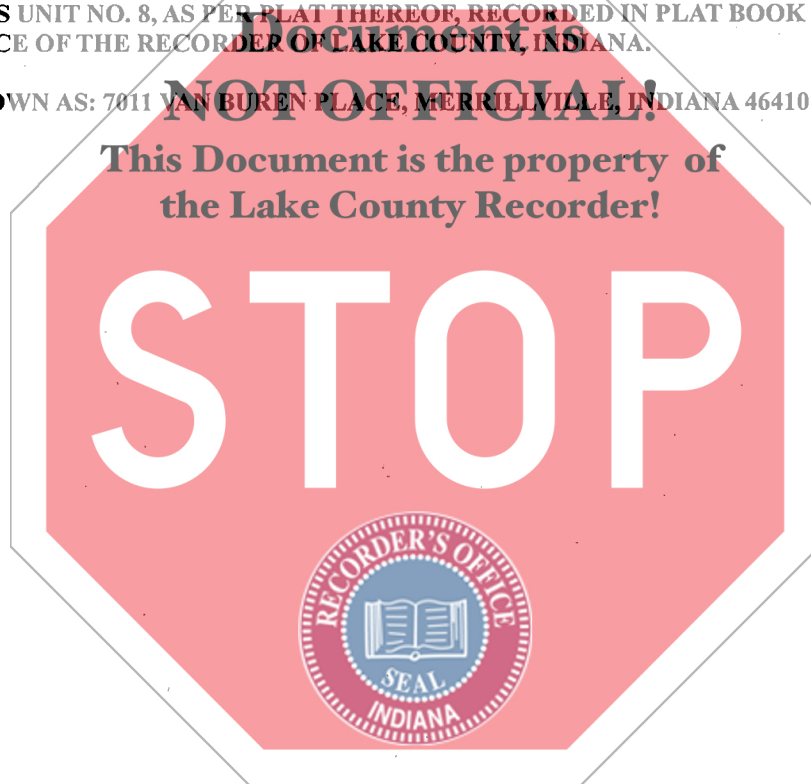 S UNIT NO. 8, AS PER PLAT THEREOF, RECORDED IN PLAT BOOK
CE OF THE RECORDER OF LAKE COUNTY, INDIANA.
Document is
OWN AS: 7011 VAN BUREN PLACE, MERRILLVILLE, INDIANA 46410
NOT OFFICIAL!
This Document is the property of
the Lake County Recorder!
STOP
RECORDER'S OFFICE
SEAL
INDIANA